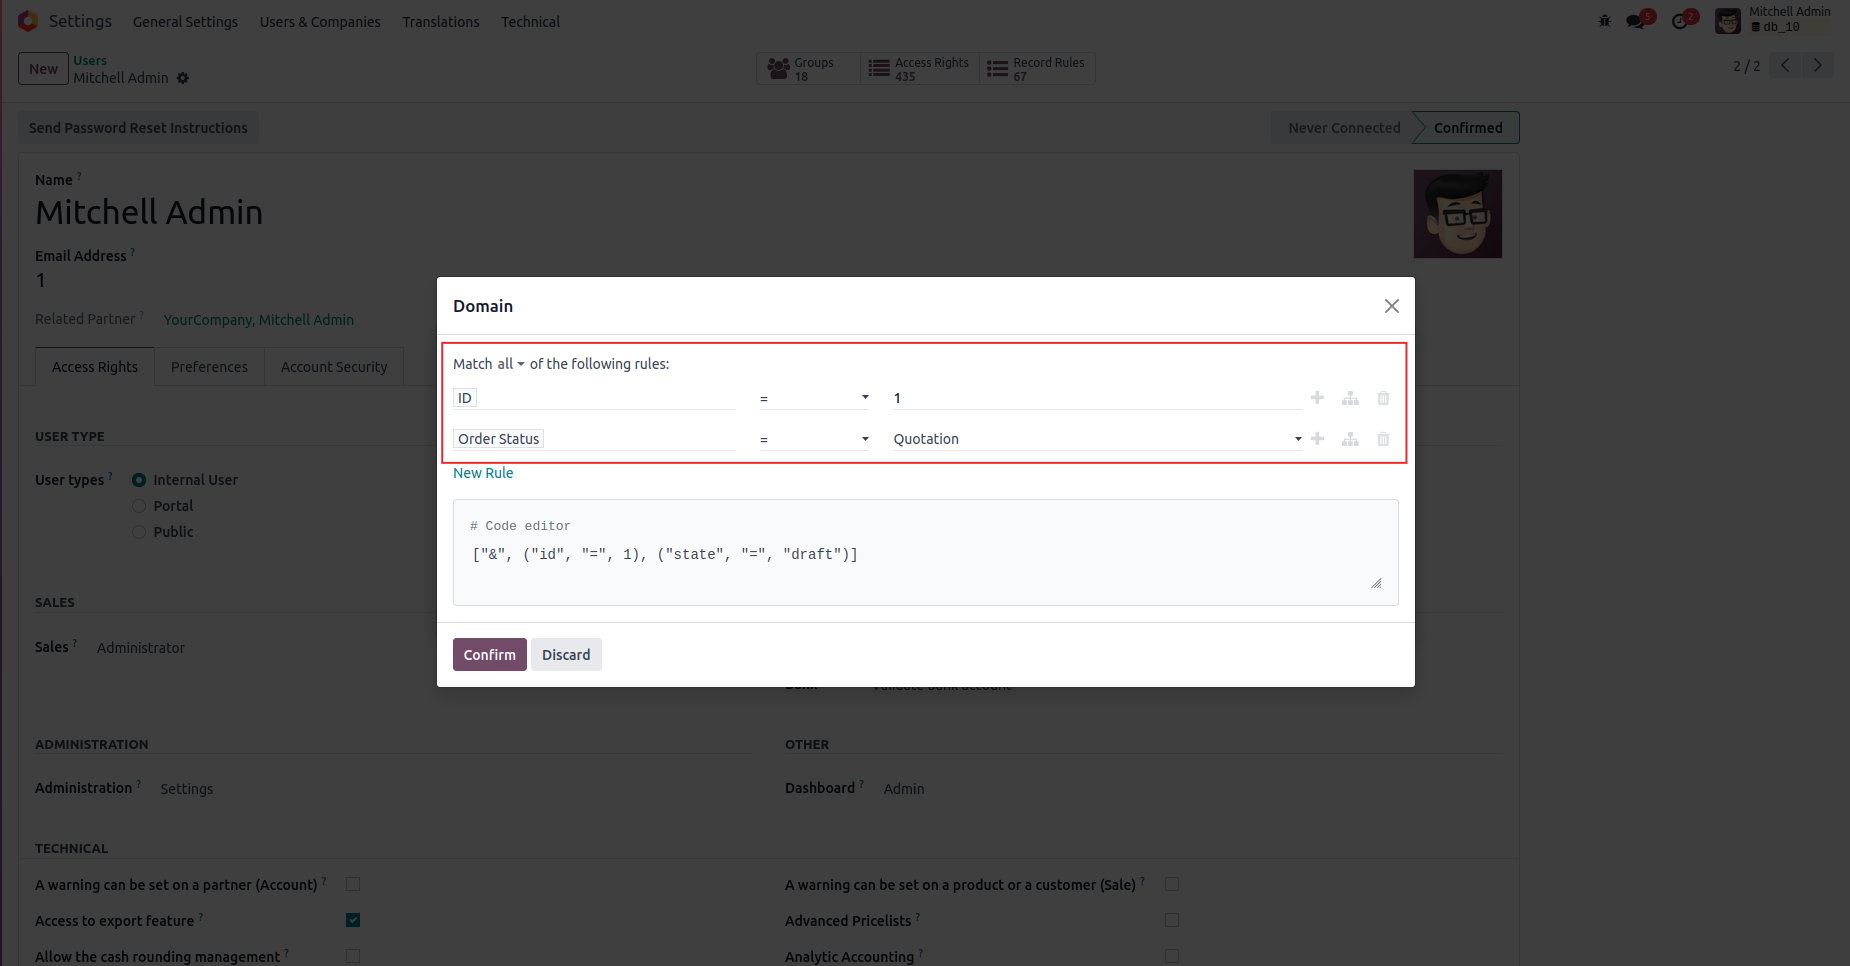 Settings General Settings Users & Companies Translations Technical 5 2 Mitchell Admin
db_10
New Users
Mitchell Admin
Groups 18 Access Rights 435 Record Rules 67
2 / 2
Send Password Reset Instructions Never Connected Confirmed
Name ?
Mitchell Admin
Email Address ?
1
Related Partner ? YourCompany, Mitchell Admin
Access Rights Preferences Account Security
Domain
Match all of the following rules:
ID = 1
Order Status = Quotation
New Rule
# Code editor
["&", ("id", "=", 1), ("state", "=", "draft")]
Confirm Discard
USER TYPE
User types ? Internal User
Portal
Public
SALES
Sales ? Administrator
Bank Validate bank account
ADMINISTRATION OTHER
Administration ? Settings Dashboard ? Admin
TECHNICAL
A warning can be set on a partner (Account) ? A warning can be set on a product or a customer (Sale) ?
Access to export feature ? Advanced Pricelists ?
Allow the cash rounding management ? Analytic Accounting ?